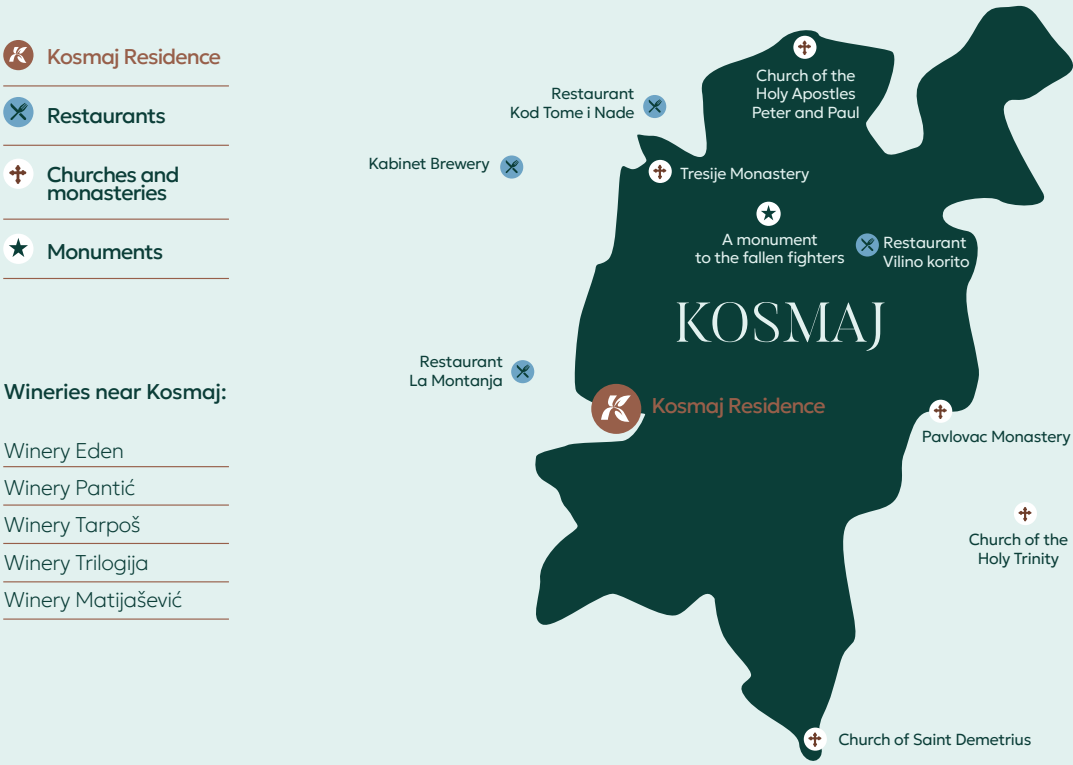 Kosmaj Residence
Restaurants
Churches and
monasteries
Monuments
Wineries near Kosmaj:
Winery Eden
Winery Pantić
Winery Tarpoš
Winery Trilogija
Winery Matijašević
Church of the
Holy Apostles
Peter and Paul
Restaurant
Kod Tome i Nade
Kabinet Brewery
Tresije Monastery
A monument
to the fallen fighters
Restaurant
Vilino korito
KOSMAJ
Restaurant
La Montanja
Kosmaj Residence
Pavlovac Monastery
Church of the
Holy Trinity
Church of Saint Demetrius